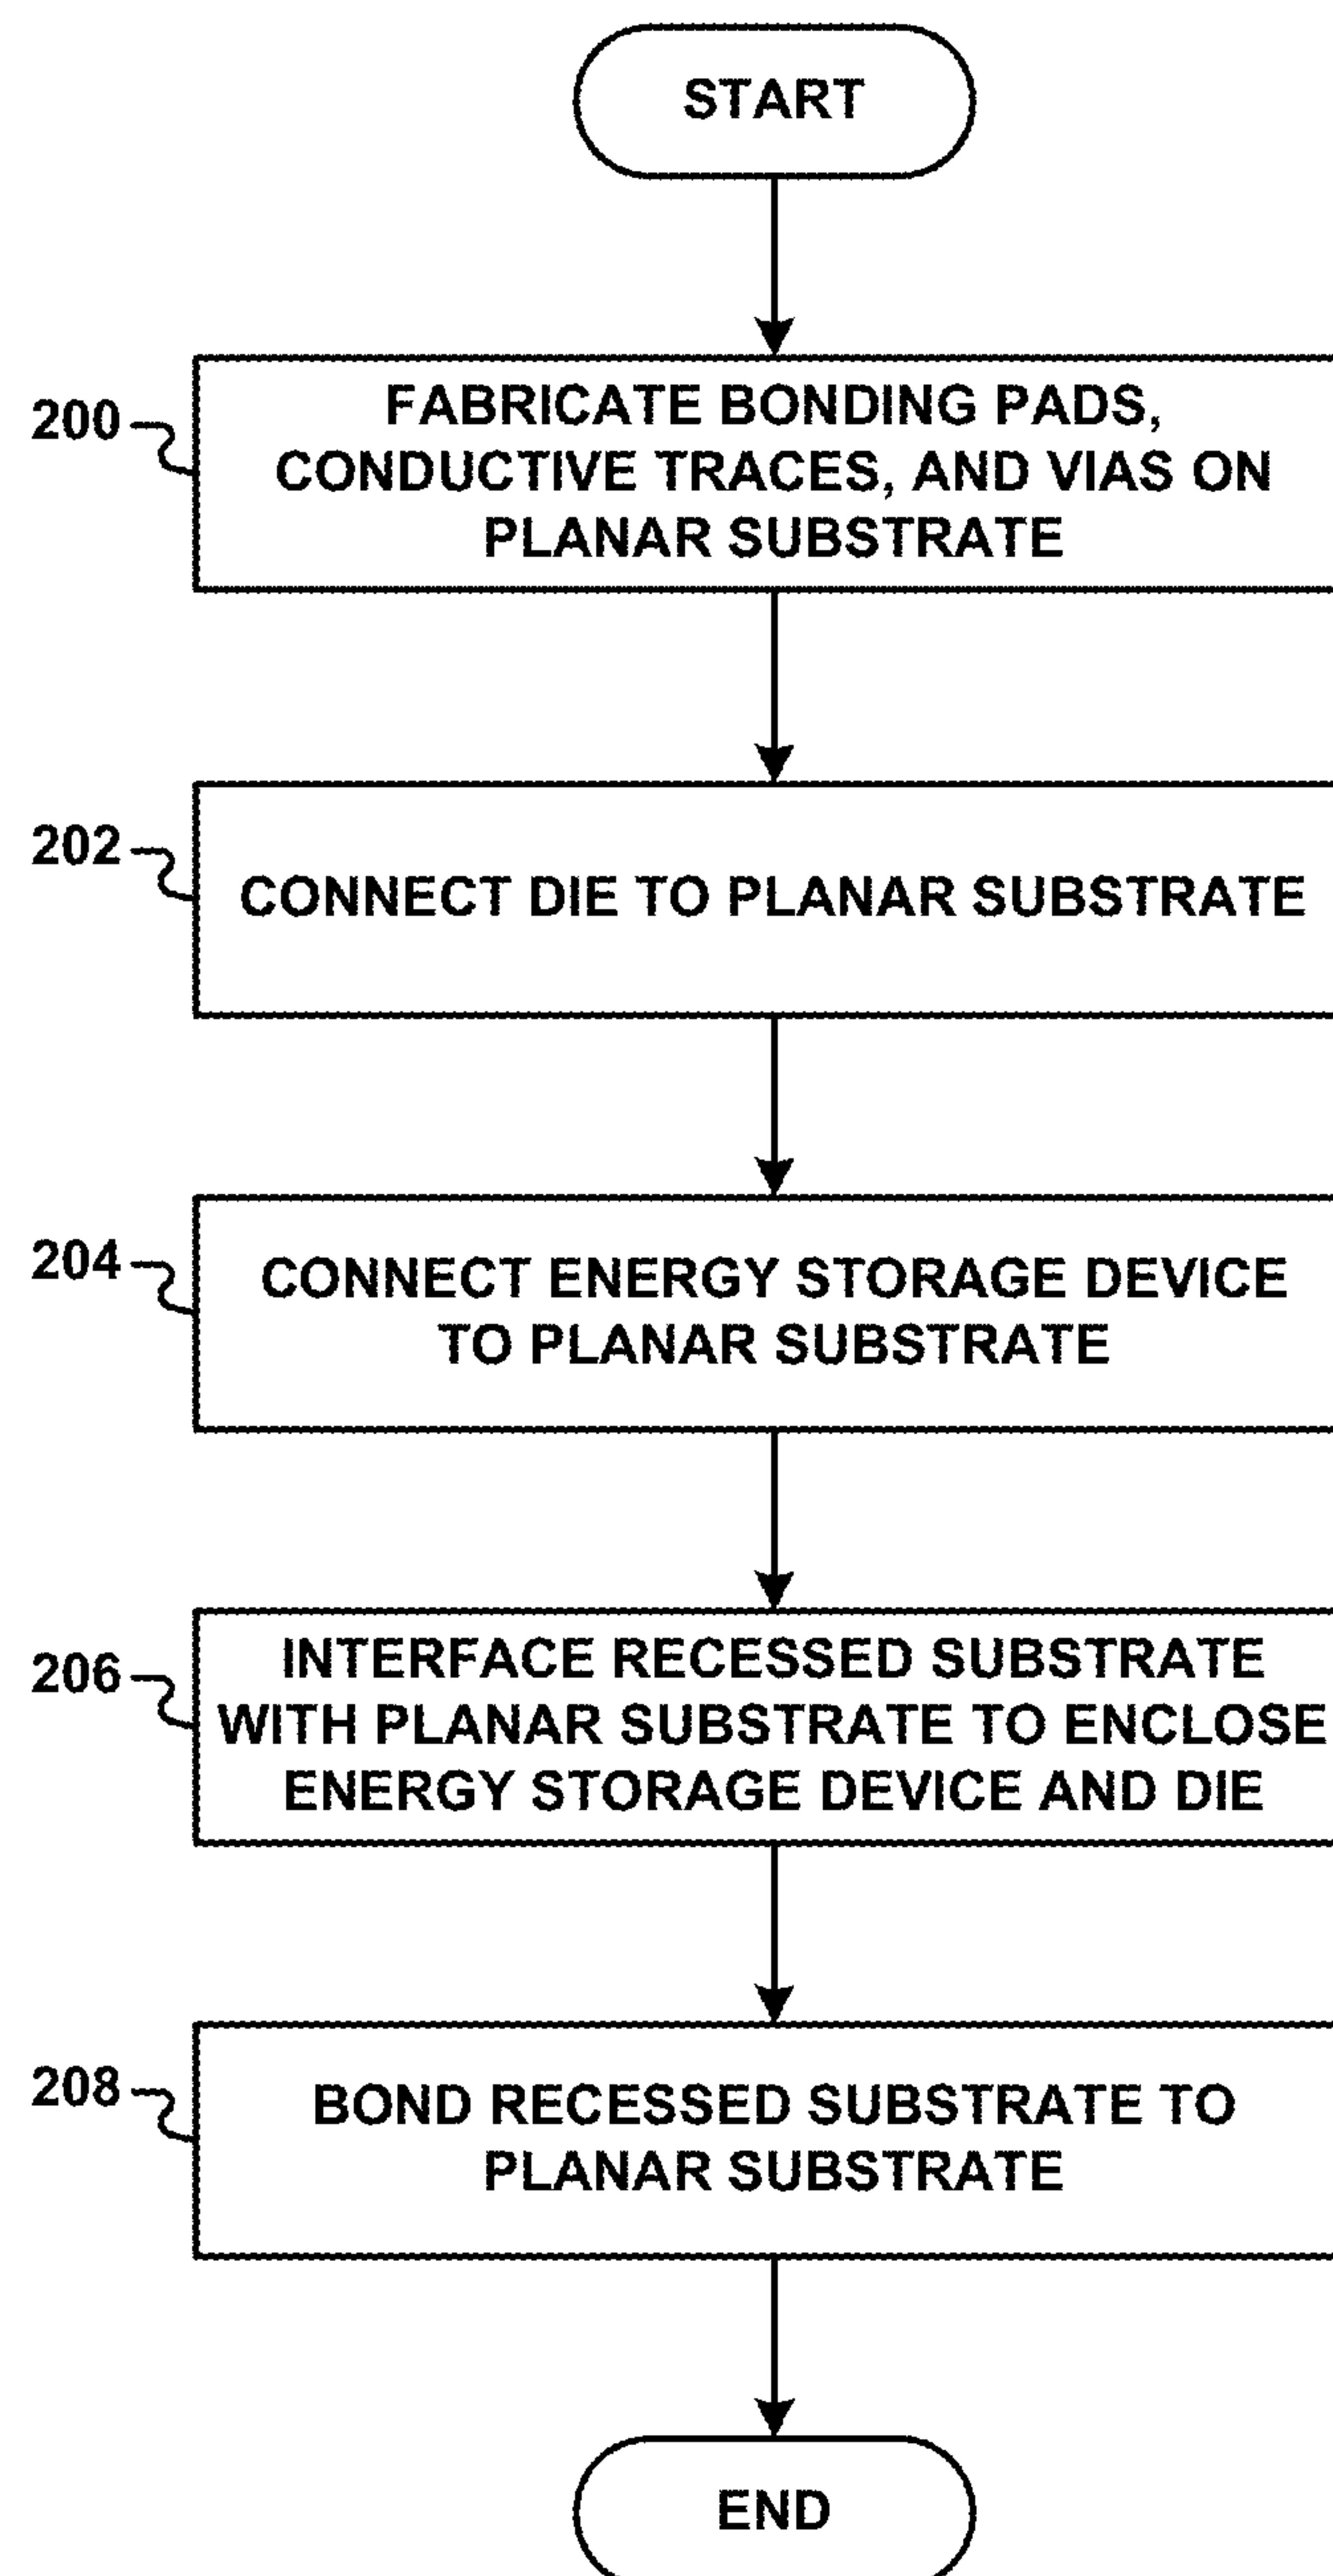 START
200
FABRICATE BONDING PADS,
CONDUCTIVE TRACES, AND VIAS ON
PLANAR SUBSTRATE
202
CONNECT DIE TO PLANAR SUBSTRATE
204
CONNECT ENERGY STORAGE DEVICE
TO PLANAR SUBSTRATE
206
INTERFACE RECESSED SUBSTRATE
WITH PLANAR SUBSTRATE TO ENCLOSE
ENERGY STORAGE DEVICE AND DIE
208
BOND RECESSED SUBSTRATE TO
PLANAR SUBSTRATE
END